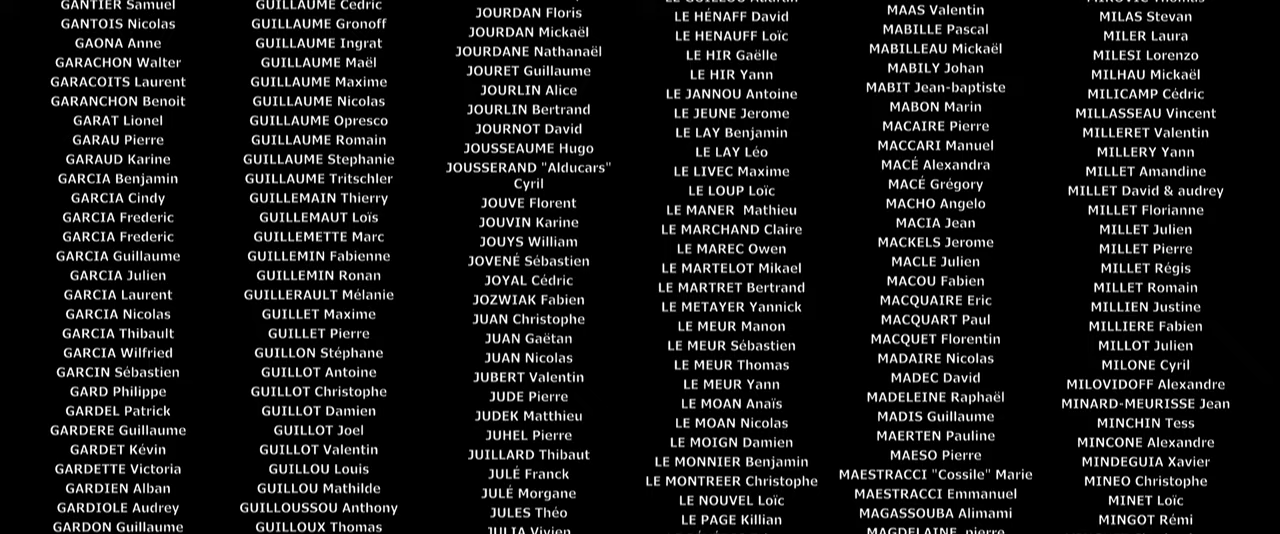 GANTIER Samuel
GANTOIS Nicolas
GAONA Anne
GARACHON Walter
GARACOITS Laurent
GARANCHON Benoit
GARAT Lionel
GARAU Pierre
GARAUD Karine
GARCIA Benjamin
GARCIA Cindy
GARCIA Frederic
GARCIA Frederic
GARCIA Guillaume
GARCIA Julien
GARCIA Laurent
GARCIA Nicolas
GARCIA Thibault
GARCIA Wilfried
GARCIN Sébastien
GARD Philippe
GARDEL Patrick
GARDERE Guillaume
GARDET Kévin
GARDETTE Victoria
GARDIEN Alban
GARDIOLE Audrey
GARDON Guillaume
GUILLAUME Cédric
GUILLAUME Gronoff
GUILLAUME Ingrat
GUILLAUME Maël
GUILLAUME Maxime
GUILLAUME Nicolas
GUILLAUME Opresco
GUILLAUME Romain
GUILLAUME Stephanie
GUILLAUME Tritschler
GUILLEMAIN Thierry
GUILLEMAUT Loïs
GUILLEMETTE Marc
GUILLEMIN Fabienne
GUILLEMIN Ronan
GUILLERAULT Mélanie
GUILLET Maxime
GUILLET Pierre
GUILLON Stéphane
GUILLOT Antoine
GUILLOT Christophe
GUILLOT Damien
GUILLOT Joel
GUILLOT Valentin
GUILLOU Louis
GUILLOU Mathilde
GUILLOUSSOU Anthony
GUILLOUX Thomas
JOURDAN Floris
JOURDAN Mickaël
JOURDANE Nathanaël
JOURET Guillaume
JOURLIN Alice
JOURLIN Bertrand
JOURNOT David
JOUSSEAUME Hugo
JOUSSERAND "Alducars"
Cyril
JOUVE Florent
JOUVIN Karine
JOUYS William
JOVENÉ Sébastien
JOYAL Cédric
JOZWIAK Fabien
JUAN Christophe
JUAN Gaëtan
JUAN Nicolas
JUBERT Valentin
JUDE Pierre
JUDEK Matthieu
JUHEL Pierre
JUILLARD Thibaut
JULÉ Franck
JULÉ Morgane
JULES Théo
JULIA Vivien
LE HÉNAFF David
LE HENAUFF Loïc
LE HIR Gaëlle
LE HIR Yann
LE JANNOU Antoine
LE JEUNE Jerome
LE LAY Benjamin
LE LAY Léo
LE LIVEC Maxime
LE LOUP Loïc
LE MANER  Mathieu
LE MARCHAND Claire
LE MAREC Owen
LE MARTELOT Mikael
LE MARTRET Bertrand
LE METAYER Yannick
LE MEUR Manon
LE MEUR Sébastien
LE MEUR Thomas
LE MEUR Yann
LE MOAN Anaïs
LE MOAN Nicolas
LE MOIGN Damien
LE MONNIER Benjamin
LE MONTREER Christophe
LE NOUVEL Loïc
LE PAGE Killian
MAAS Valentin
MABILLE Pascal
MABILLEAU Mickaël
MABILY Johan
MABIT Jean-baptiste
MABON Marin
MACAIRE Pierre
MACCARI Manuel
MACÉ Alexandra
MACÉ Grégory
MACHO Angelo
MACIA Jean
MACKELS Jerome
MACLE Julien
MACOU Fabien
MACQUAIRE Eric
MACQUART Paul
MACQUET Florentin
MADAIRE Nicolas
MADEC David
MADELEINE Raphaël
MADIS Guillaume
MAERTEN Pauline
MAESO Pierre
MAESTRACCI "Cossile" Marie
MAESTRACCI Emmanuel
MAGASSOUBA Alimami
MAGDELAINE pierre
MILAS Stevan
MILER Laura
MILESI Lorenzo
MILHAU Mickaël
MILICAMP Cédric
MILLASSEAU Vincent
MILLERET Valentin
MILLERY Yann
MILLET Amandine
MILLET David & audrey
MILLET Florianne
MILLET Julien
MILLET Pierre
MILLET Régis
MILLET Romain
MILLIEN Justine
MILLIERE Fabien
MILLOT Julien
MILONE Cyril
MILOVIDOFF Alexandre
MINARD-MEURISSE Jean
MINCHIN Tess
MINCONE Alexandre
MINDEGUIA Xavier
MINEO Christophe
MINET Loïc
MINGOT Rémi